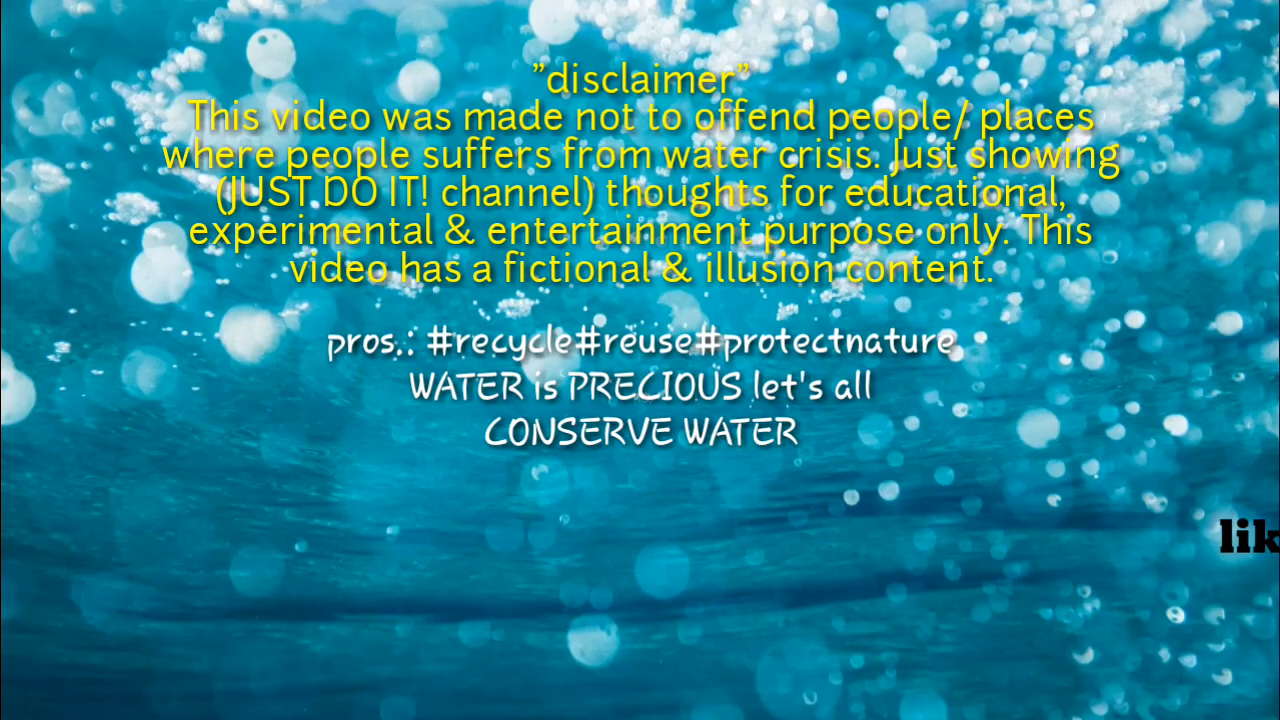 "disclaimer"
This video was made not to offend people/ places
where people suffers from water crisis. Just showing
(JUST DO IT! channel) thoughts for educational,
experimental & entertainment purpose only. This
video has a fictional & illusion content.
pros.: #recycle#reuse#protectnature
WATER is PRECIOUS let's all
CONSERVE WATER
lik